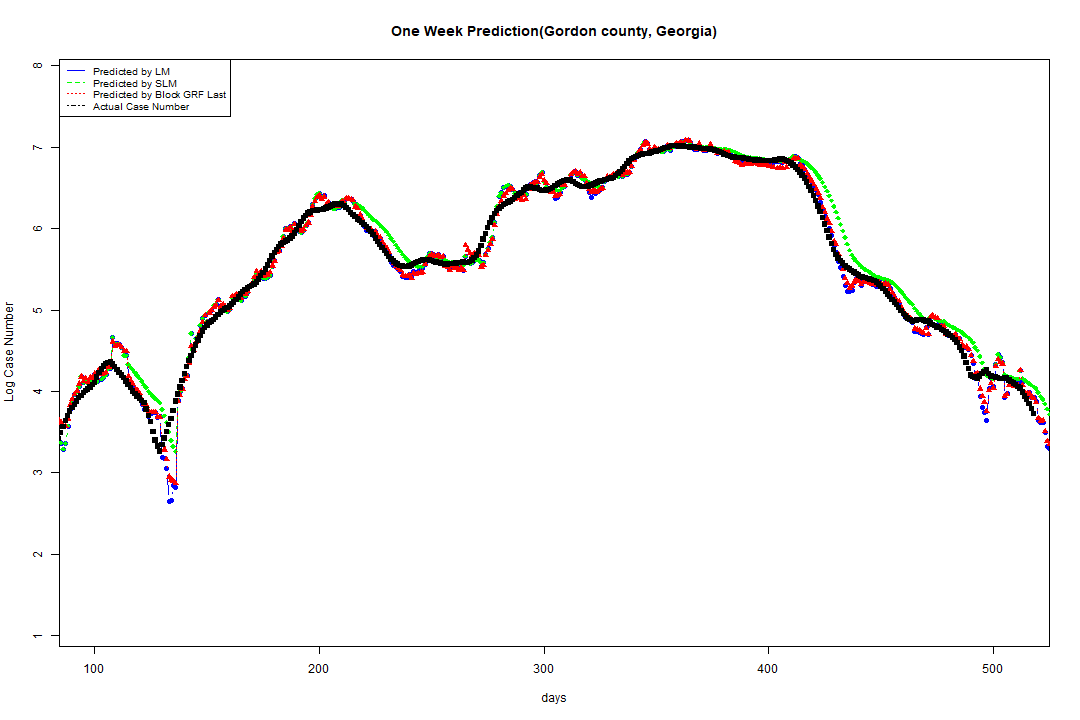 One Week Prediction(Gordon county, Georgia)
Predicted by LM
Predicted by SLM
Predicted by Block GRF Last
Actual Case Number
Log Case Number
8
7
6
5
4
3
2
1
100 200 300 400 500
days